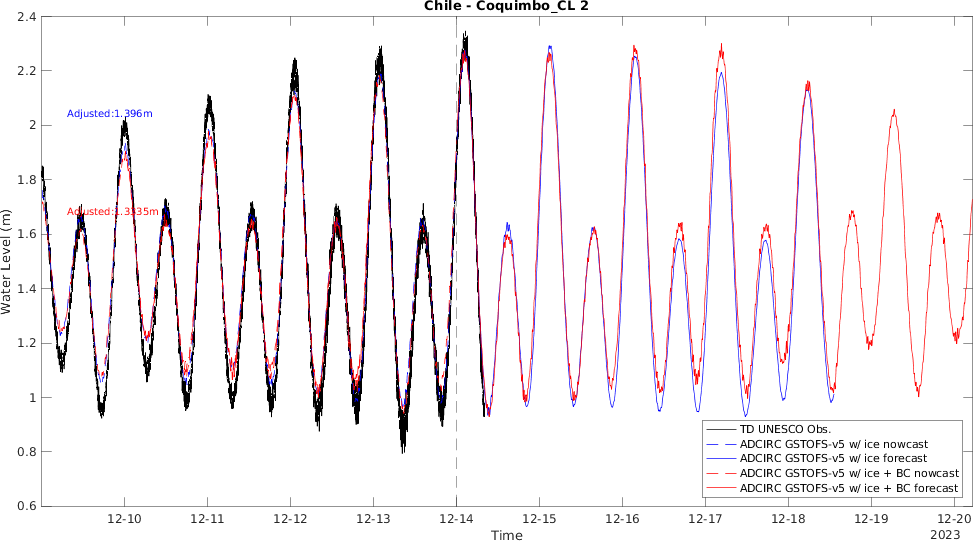 Chile - Coquimbo_CL 2
2.4
2.2
2
1.8
1.6
1.4
1.2
1
0.8
0.6
Water Level (m)
Adjusted:1.396m
Adjusted:1.3335m
TD UNESCO Obs.
ADCIRC GSTOFS-v5 w/ ice nowcast
ADCIRC GSTOFS-v5 w/ ice forecast
ADCIRC GSTOFS-v5 w/ ice + BC nowcast
ADCIRC GSTOFS-v5 w/ ice + BC forecast
12-10 12-11 12-12 12-13 12-14 12-15 12-16 12-17 12-18 12-19 12-20
Time
2023